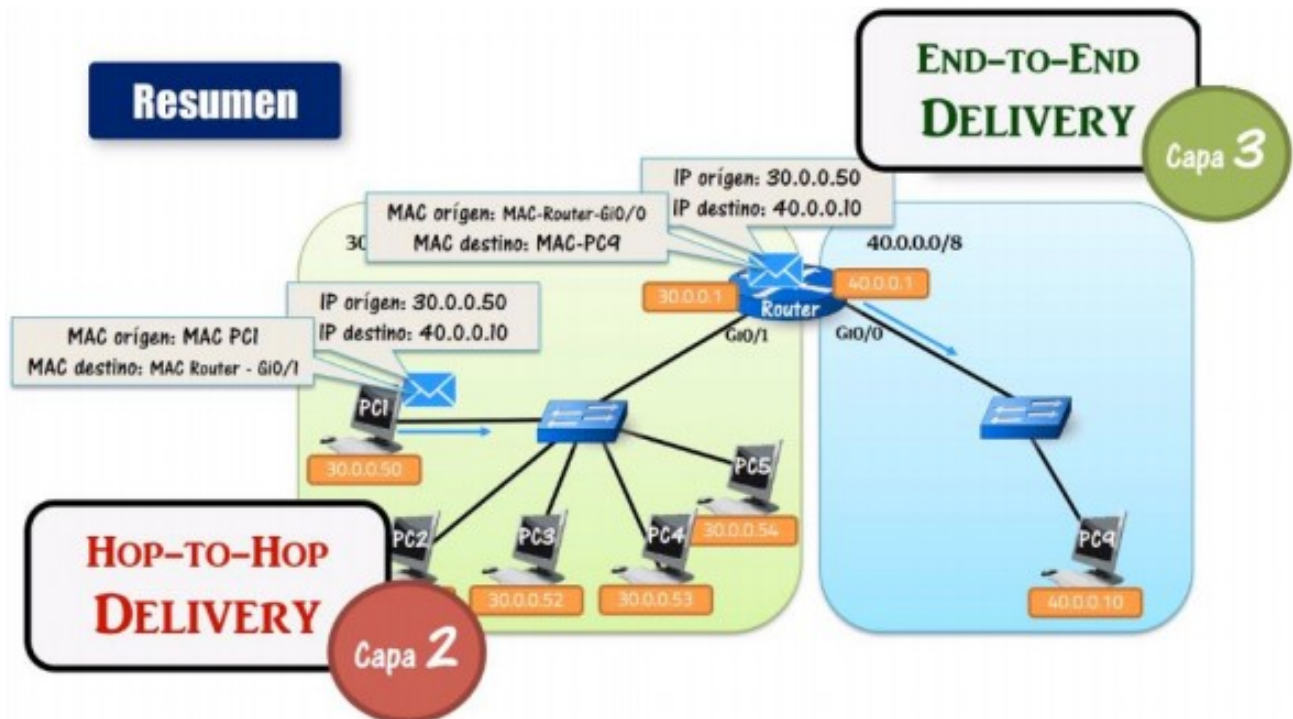 Resumen
END-TO-END
DELIVERY
Capa 3
IP orígen: 30.0.0.50
IP destino: 40.0.0.10
MAC orígen: MAC-Router-Gi0/0
MAC destino: MAC-PC9
40.0.0.0/8
30.0.0.1
40.0.0.1
Router
Gi0/1
Gi0/0
IP orígen: 30.0.0.50
IP destino: 40.0.0.10
MAC orígen: MAC PC1
MAC destino: MAC Router - Gi0/1
PC1
30.0.0.50
PC5
30.0.0.54
PC2
PC3
PC4
30.0.0.52
30.0.0.53
PC9
40.0.0.10
HOP-TO-HOP
DELIVERY
Capa 2